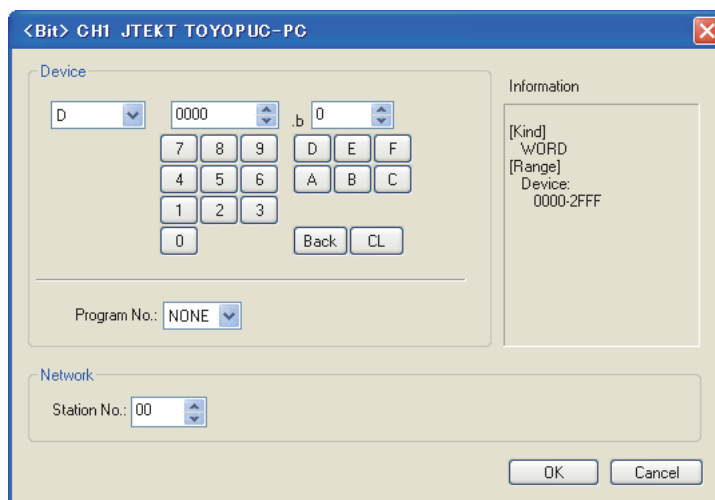 <Bit> CH1 JTEKT TOYOPUC-PC
Device
D 0000 .b 0
7 8 9 D E F
4 5 6 A B C
1 2 3
0 Back CL
Program No.: NONE
Information
[Kind]
WORD
[Range]
Device:
0000-2FFF
Network
Station No.: 00
OK Cancel